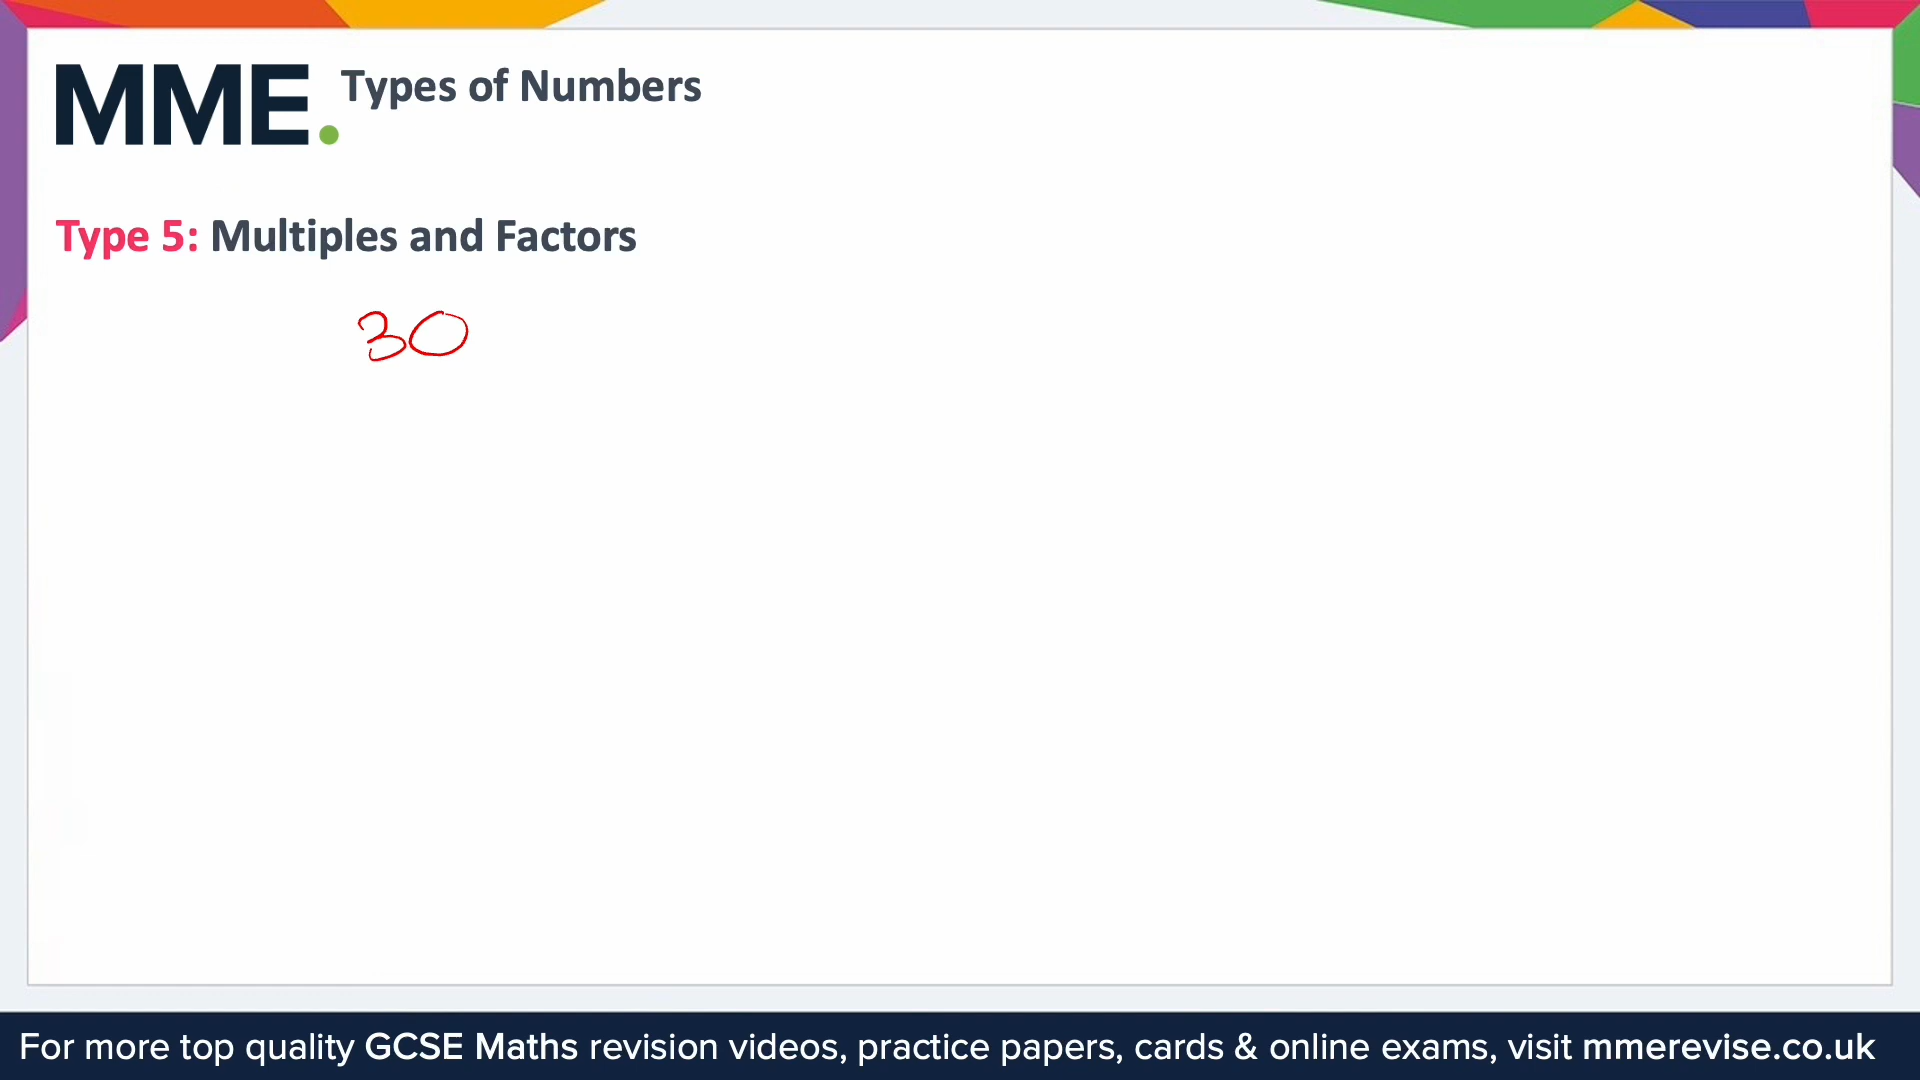 MME. Types of Numbers
Type 5: Multiples and Factors
30
For more top quality GCSE Maths revision videos, practice papers, cards & online exams, visit mmerevise.co.uk